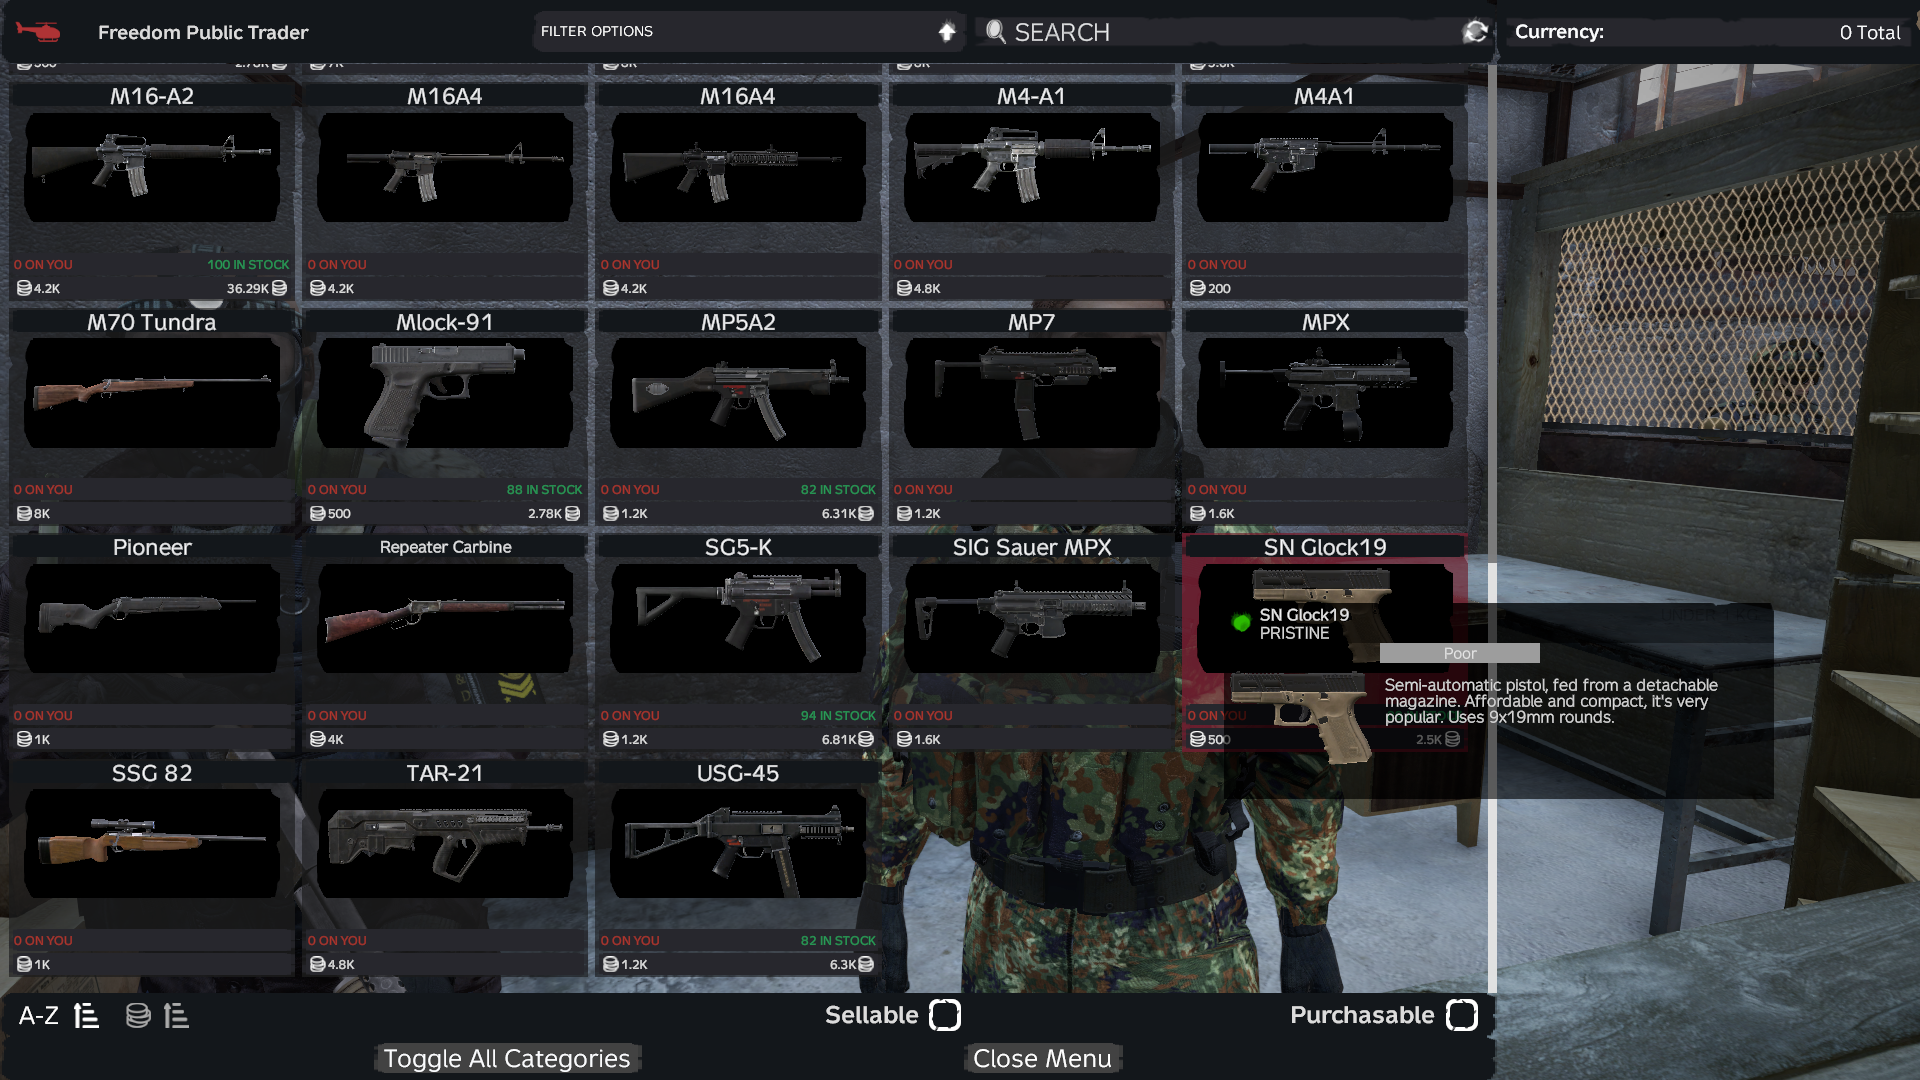 Freedom Public Trader
FILTER OPTIONS
SEARCH
Currency:
0 Total
M16-A2
M16A4
M16A4
M4-A1
M4A1
0 ON YOU
100 IN STOCK
0 ON YOU
0 ON YOU
0 ON YOU
0 ON YOU
4.2K
36.29K
4.2K
4.2K
4.8K
200
M70 Tundra
Mlock-91
MP5A2
MP7
MPX
0 ON YOU
0 ON YOU
88 IN STOCK
0 ON YOU
82 IN STOCK
0 ON YOU
0 ON YOU
8K
500
2.78K
1.2K
6.31K
1.2K
1.6K
Pioneer
Repeater Carbine
SG5-K
SIG Sauer MPX
SN Glock19
SN Glock19
PRISTINE
Poor
Semi-automatic pistol, fed from a detachable
magazine. Affordable and compact, it's very
popular. Uses 9x19mm rounds.
0 ON YOU
0 ON YOU
0 ON YOU
94 IN STOCK
0 ON YOU
0 ON YOU
1K
4K
1.2K
6.81K
1.6K
500
2.5K
SSG 82
TAR-21
USG-45
0 ON YOU
0 ON YOU
0 ON YOU
82 IN STOCK
1K
4.8K
1.2K
6.3K
A-Z
Sellable
Purchasable
Toggle All Categories
Close Menu